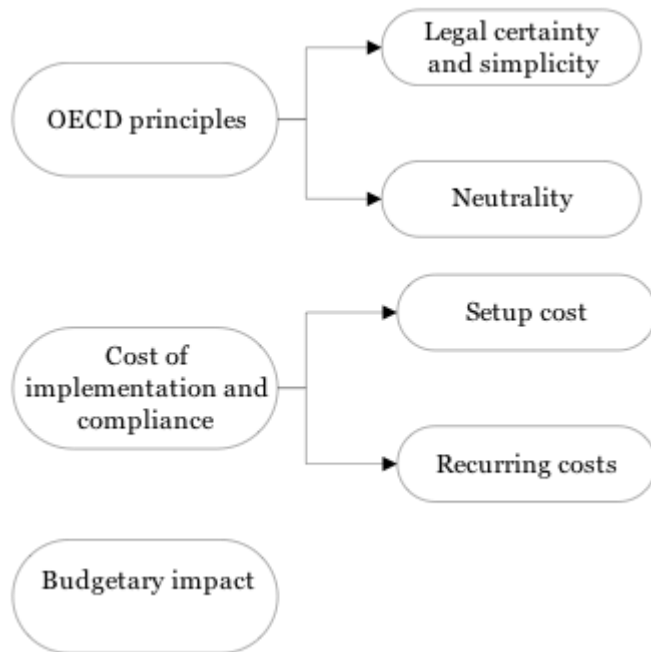 Legal certainty
and simplicity
OECD principles
Neutrality
Setup cost
Cost of
implementation and
compliance
Recurring costs
Budgetary impact